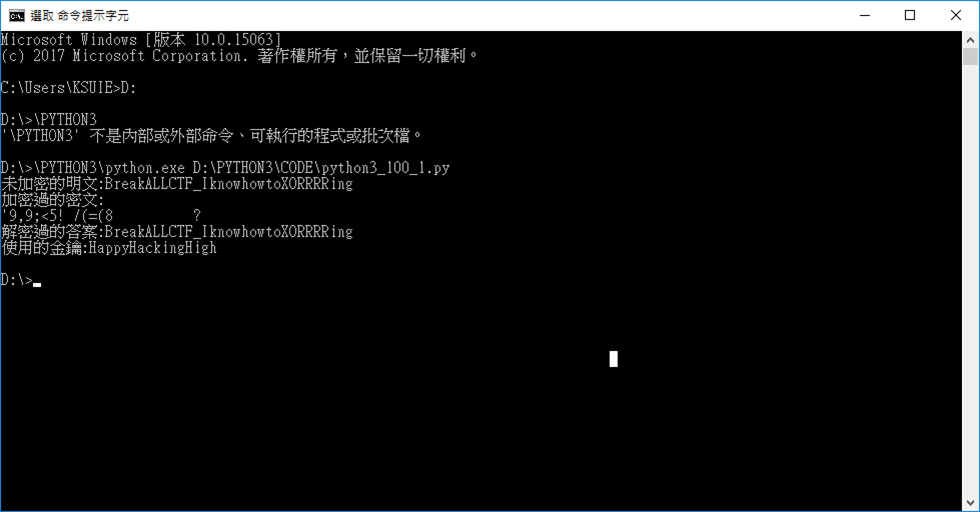 選取 命令提示字元
Microsoft Windows [版本 10.0.15063]
(c) 2017 Microsoft Corporation. 著作權所有，並保留一切權利。
C:\Users\KSUIE>D:
D:\>\PYTHON3
'\PYTHON3' 不是內部或外部命令、可執行的程式或批次檔。
D:\>\PYTHON3\python.exe D:\PYTHON3\CODE\python3_100_1.py
未加密的明文:BreakALLCTF_IknowhowtoXORRRRing
加密過的密文:
'9,9;<5! /(=(8          ?
解密過的答案:BreakALLCTF_IknowhowtoXORRRRing
使用的金鑰:HappyHackingHigh
D:\>